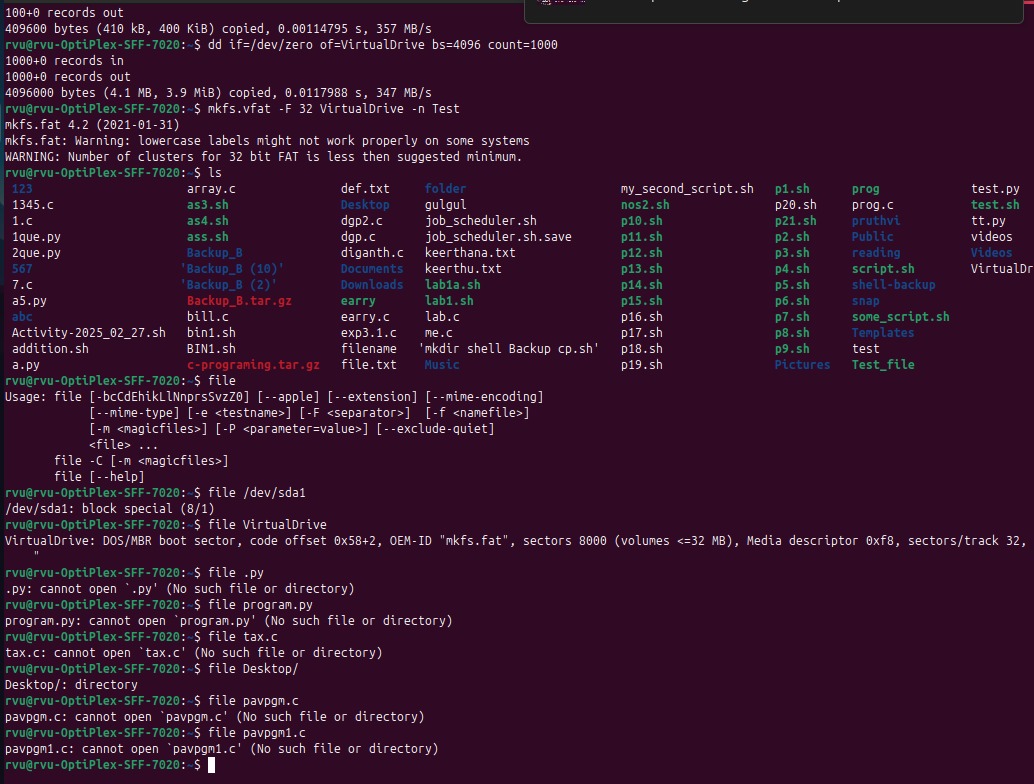 100+0 records out
409600 bytes (410 kB, 400 KiB) copied, 0.00114795 s, 357 MB/s
rvu@rvu-OptiPlex-SFF-7020:~$ dd if=/dev/zero of=VirtualDrive bs=4096 count=1000
1000+0 records in
1000+0 records out
4096000 bytes (4.1 MB, 3.9 MiB) copied, 0.0117988 s, 347 MB/s
rvu@rvu-OptiPlex-SFF-7020:~$ mkfs.vfat -F 32 VirtualDrive -n Test
mkfs.fat 4.2 (2021-01-31)
mkfs.fat: Warning: lowercase labels might not work properly on some systems
WARNING: Number of clusters for 32 bit FAT is less then suggested minimum.
rvu@rvu-OptiPlex-SFF-7020:~$ ls
123 array.c def.txt folder my_second_script.sh p1.sh prog test.py
1345.c as3.sh Desktop gulgul nos2.sh p20.sh prog.c test.sh
1.c as4.sh dgp2.c job_scheduler.sh p10.sh p21.sh pruthvi tt.py
1que.py ass.sh dgp.c job_scheduler.sh.save p11.sh p2.sh Public videos
2que.py Backup_B diganth.c keerthana.txt p12.sh p3.sh reading Videos
567 'Backup_B (10)' Documents keerthu.txt p13.sh p4.sh script.sh VirtualDr
7.c 'Backup_B (2)' Downloads lab1a.sh p14.sh p5.sh shell-backup
a5.py Backup_B.tar.gz earry lab1.sh p15.sh p6.sh snap
abc bill.c earry.c lab.c p16.sh p7.sh some_script.sh
Activity-2025_02_27.sh bin1.sh exp3.1.c me.c p17.sh p8.sh Templates
addition.sh BIN1.sh filename 'mkdir shell Backup cp.sh' p18.sh p9.sh test
a.py c-programing.tar.gz file.txt Music p19.sh Pictures Test_file
rvu@rvu-OptiPlex-SFF-7020:~$ file
Usage: file [-bcCdEhikLlNnprsSvzZ0] [--apple] [--extension] [--mime-encoding]
[--mime-type] [-e <testname>] [-F <separator>] [-f <namefile>]
[-m <magicfiles>] [-P <parameter=value>] [--exclude-quiet]
<file> ...
file -C [-m <magicfiles>]
file [--help]
rvu@rvu-OptiPlex-SFF-7020:~$ file /dev/sda1
/dev/sda1: block special (8/1)
rvu@rvu-OptiPlex-SFF-7020:~$ file VirtualDrive
VirtualDrive: DOS/MBR boot sector, code offset 0x58+2, OEM-ID "mkfs.fat", sectors 8000 (volumes <=32 MB), Media descriptor 0xf8, sectors/track 32,
"
rvu@rvu-OptiPlex-SFF-7020:~$ file .py
.py: cannot open `.py' (No such file or directory)
rvu@rvu-OptiPlex-SFF-7020:~$ file program.py
program.py: cannot open `program.py' (No such file or directory)
rvu@rvu-OptiPlex-SFF-7020:~$ file tax.c
tax.c: cannot open `tax.c' (No such file or directory)
rvu@rvu-OptiPlex-SFF-7020:~$ file Desktop/
Desktop/: directory
rvu@rvu-OptiPlex-SFF-7020:~$ file pavpgm.c
pavpgm.c: cannot open `pavpgm.c' (No such file or directory)
rvu@rvu-OptiPlex-SFF-7020:~$ file pavpgm1.c
pavpgm1.c: cannot open `pavpgm1.c' (No such file or directory)
rvu@rvu-OptiPlex-SFF-7020:~$